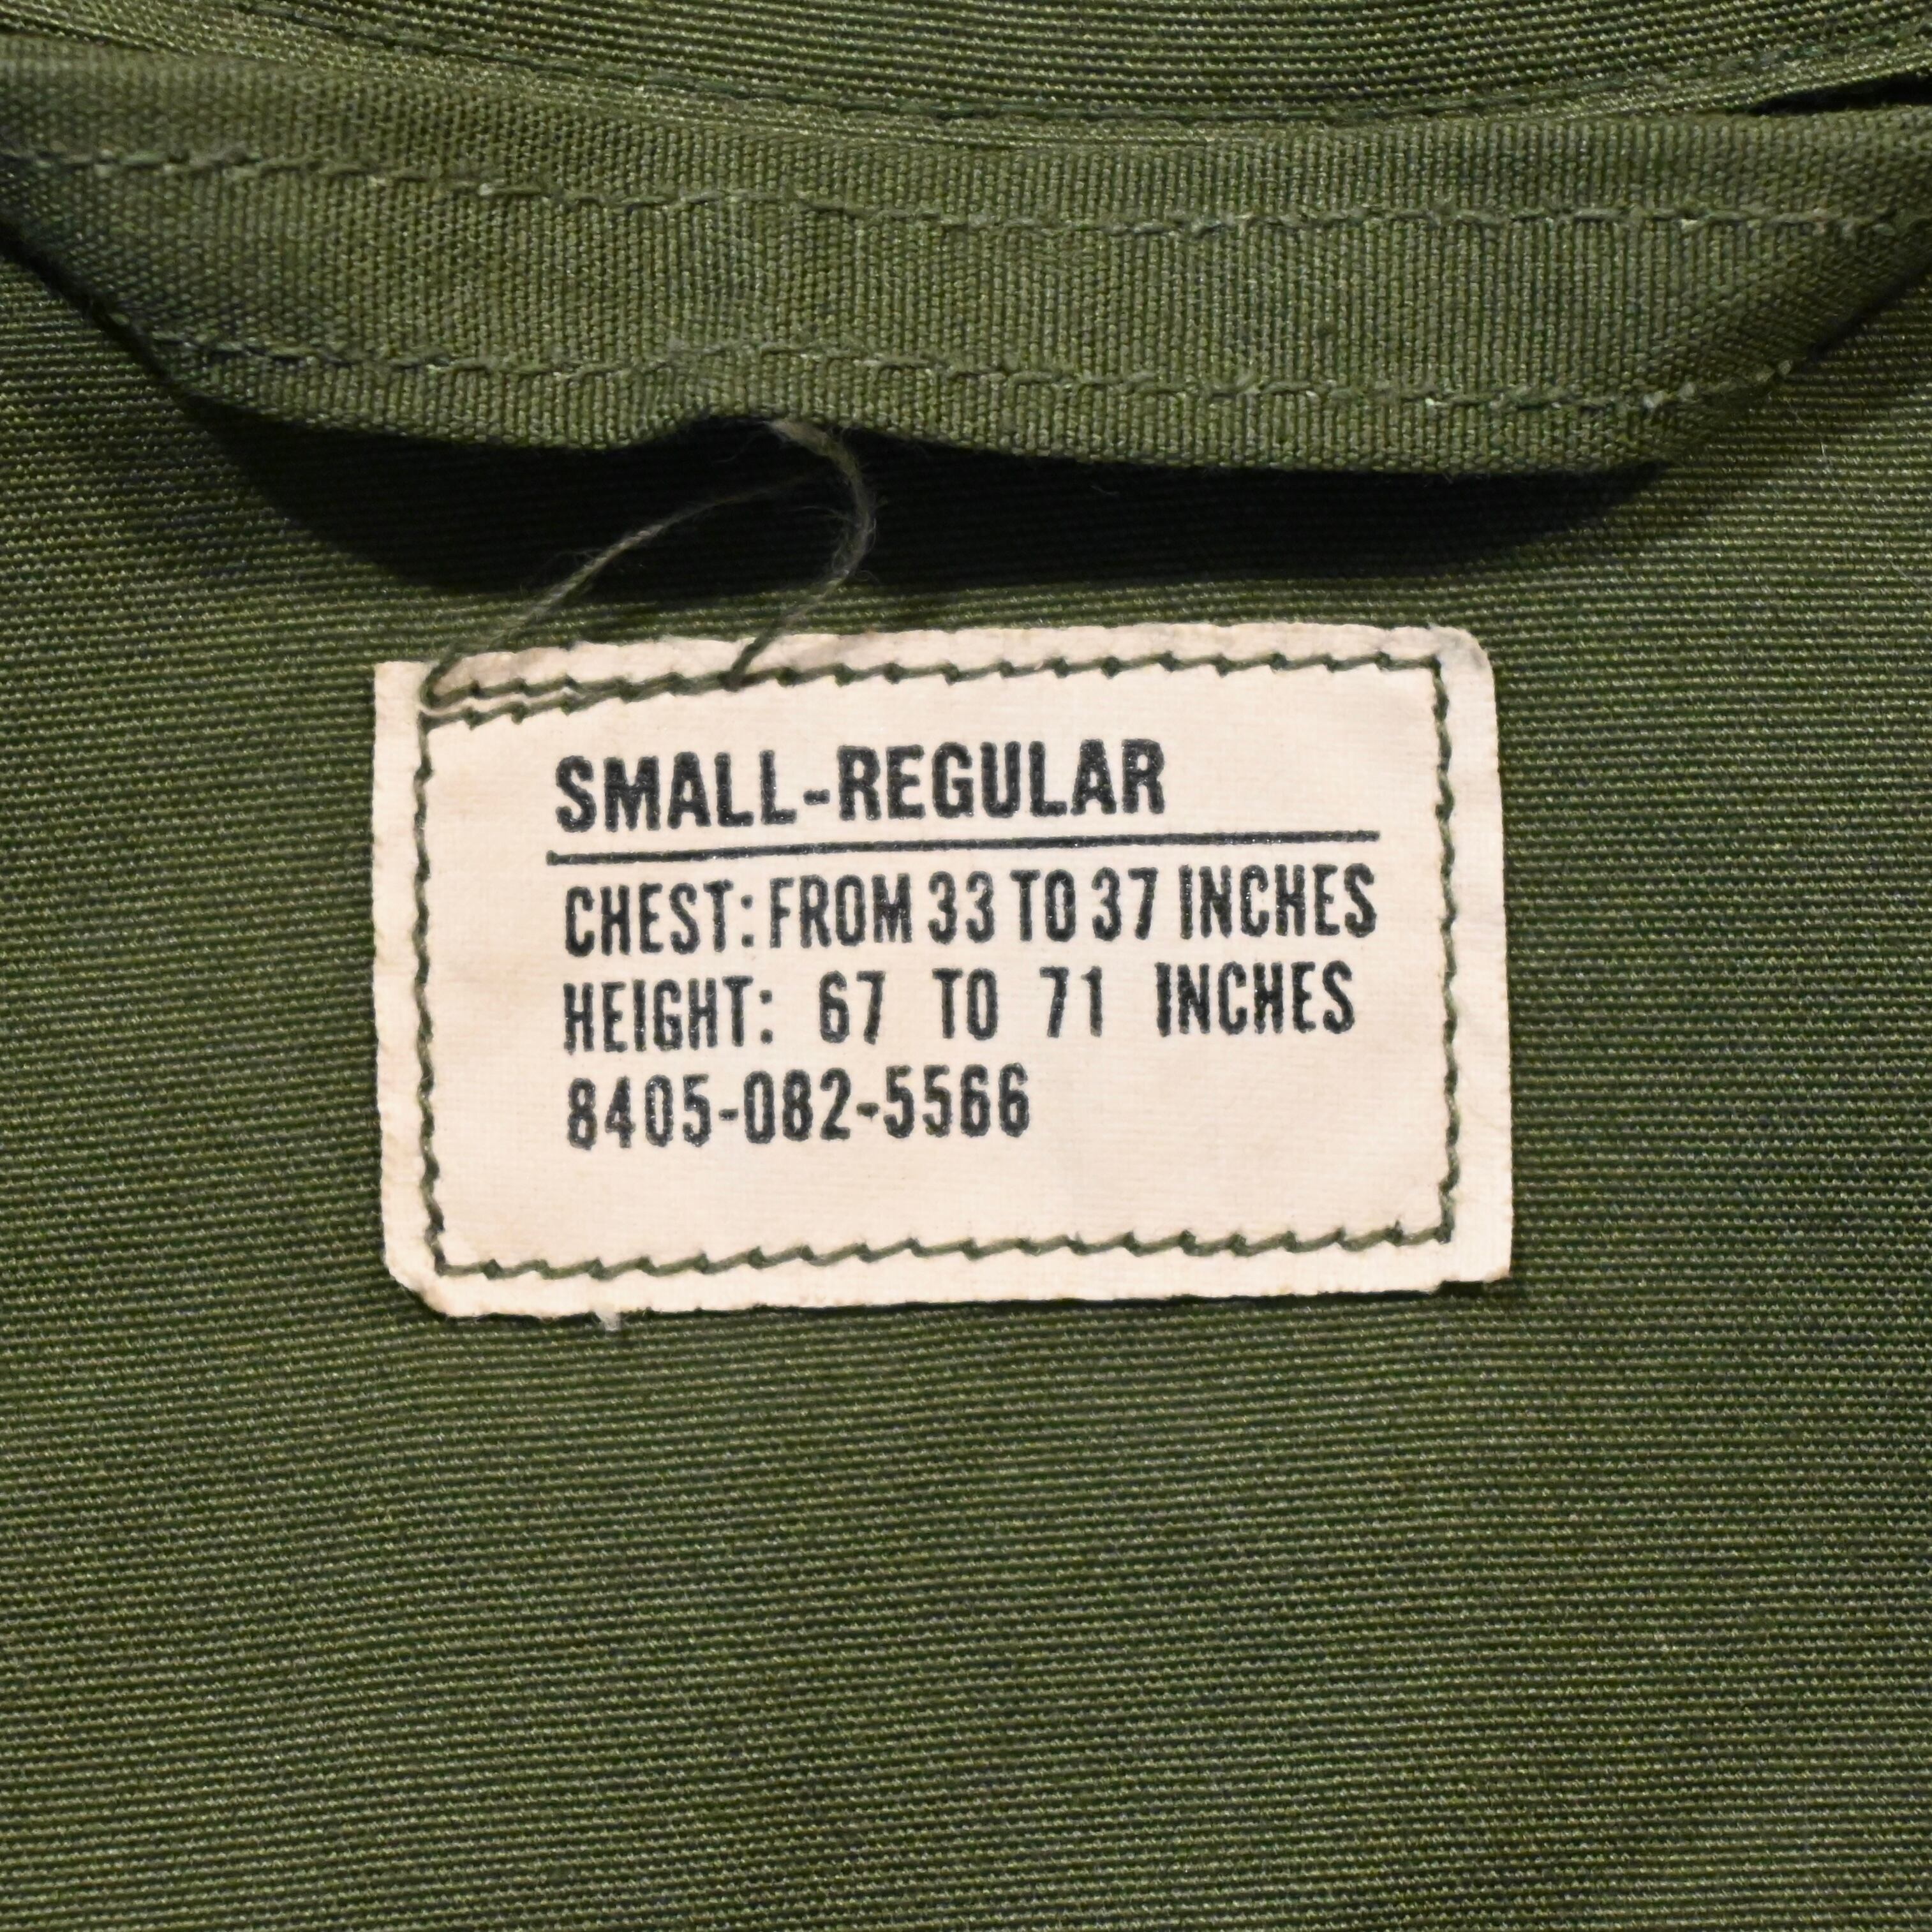 SMALL-REGULAR
CHEST: FROM 33 TO 37 INCHES
HEIGHT: 67 TO 71 INCHES
8405-082-5566